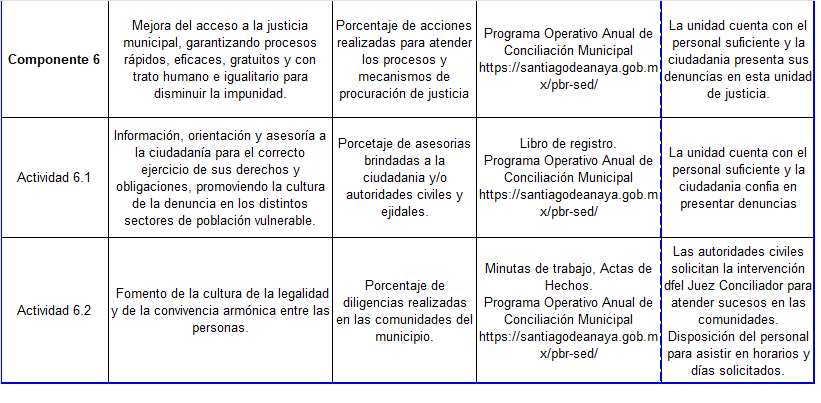 Componente 6
Mejora del acceso a la justicia
municipal, garantizando procesos
rápidos, eficaces, gratuitos y con
trato humano e igualitario para
disminuir la impunidad.
Porcentaje de acciones
realizadas para atender
los procesos y
mecanismos de
procuración de justicia
Programa Operativo Anual de
Conciliación Municipal
https://santiagodeanaya.gob.m
x/pbr-sed/
La unidad cuenta con el
personal suficiente y la
ciudadania presenta sus
denuncias en esta unidad
de justicia.
Actividad 6.1
Información, orientación y asesoría a
la ciudadanía para el correcto
ejercicio de sus derechos y
obligaciones, promoviendo la cultura
de la denuncia en los distintos
sectores de población vulnerable.
Porcetaje de asesorias
brindadas a la
ciudadania y/o
autoridades civiles y
ejidales.
Libro de registro.
Programa Operativo Anual de
Conciliación Municipal
https://santiagodeanaya.gob.m
x/pbr-sed/
La unidad cuenta con el
personal suficiente y la
ciudadania confia en
presentar denuncias
Actividad 6.2
Fomento de la cultura de la legalidad
y de la convivencia armónica entre las
personas.
Porcentaje de
diligencias realizadas
en las comunidades del
municipio.
Minutas de trabajo, Actas de
Hechos.
Programa Operativo Anual de
Conciliación Municipal
https://santiagodeanaya.gob.m
x/pbr-sed/
Las autoridades civiles
solicitan la intervención
dfel Juez Conciliador para
atender sucesos en las
comunidades.
Disposición del personal
para asistir en horarios y
días solicitados.